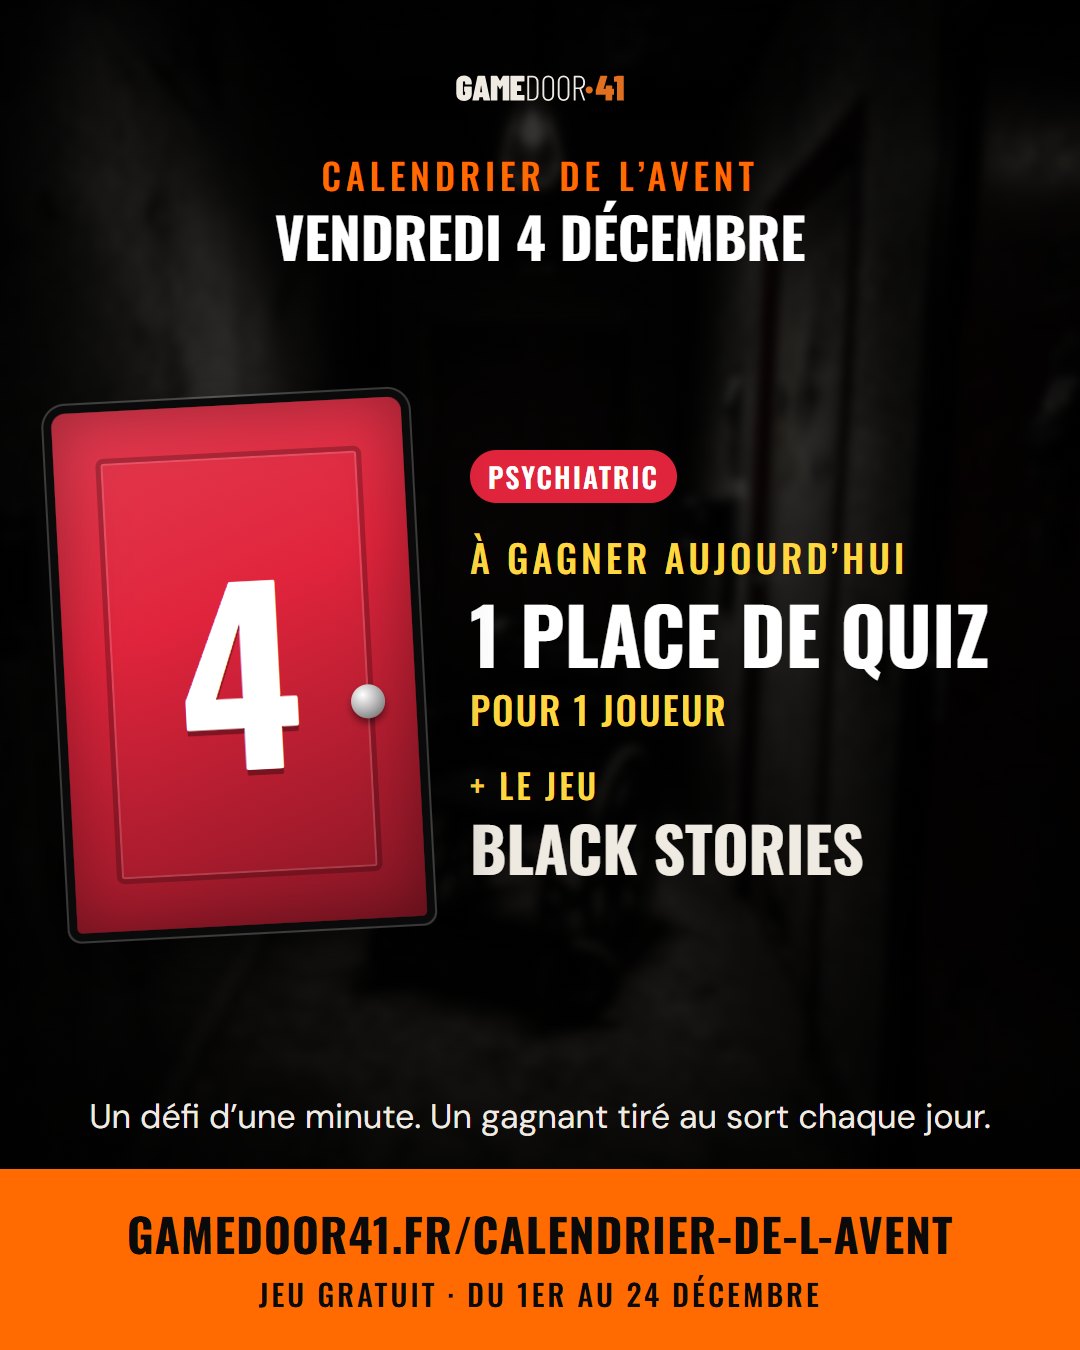 GAMEDOOR·41
CALENDRIER DE L’AVENT
VENDREDI 4 DÉCEMBRE
4
PSYCHIATRIC
À GAGNER AUJOURD’HUI
1 PLACE DE QUIZ
POUR 1 JOUEUR
+ LE JEU
BLACK STORIES
Un défi d’une minute. Un gagnant tiré au sort chaque jour.
GAMEDOOR41.FR/CALENDRIER-DE-L-AVENT
JEU GRATUIT · DU 1ER AU 24 DÉCEMBRE